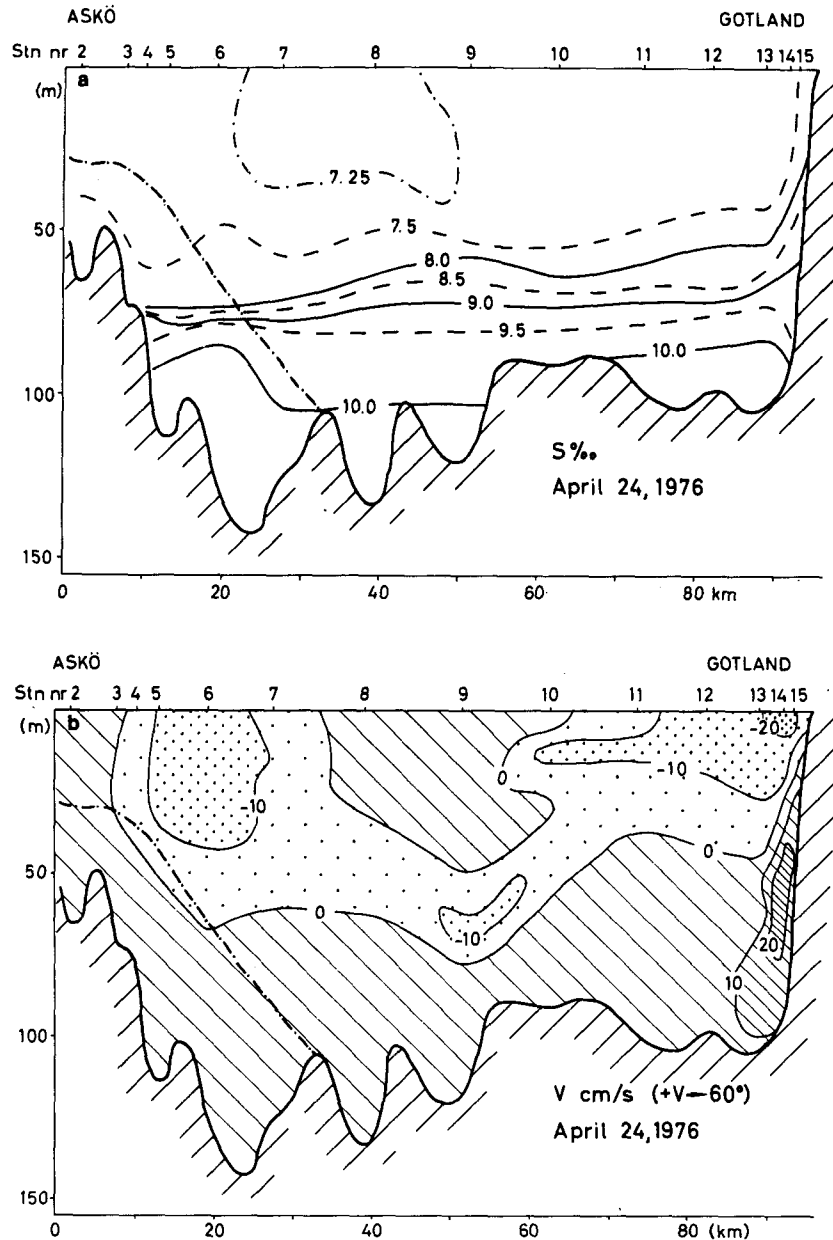 ASKÖ GOTLAND
Stn nr 2 3 4 5 6 7 8 9 10 11 12 13 14 15
(m) a
7.25
50
7.5
8.0
8.5
9.0
9.5
100
10.0 10.0
S‰
April 24, 1976
150
0 20 40 60 80 km
ASKÖ GOTLAND
Stn nr 2 3 4 5 6 7 8 9 10 11 12 13 14 15
(m) b
-20
0 -10
-10
50
0
0
-10 20
10
100
V cm/s (+V←60°)
April 24, 1976
150
0 20 40 60 80 (km)